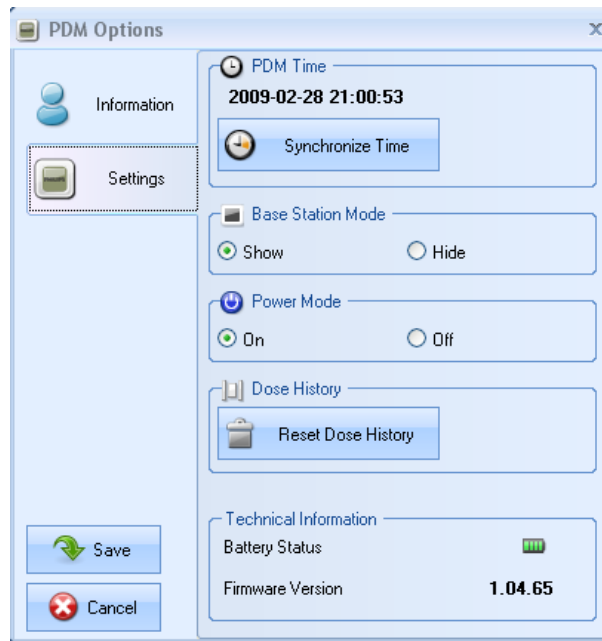 PDM Options
x
Information
Settings
PDM Time
2009-02-28 21:00:53
Synchronize Time
Base Station Mode
Show
Hide
Power Mode
On
Off
Dose History
Reset Dose History
Technical Information
Battery Status
Firmware Version 1.04.65
Save
Cancel